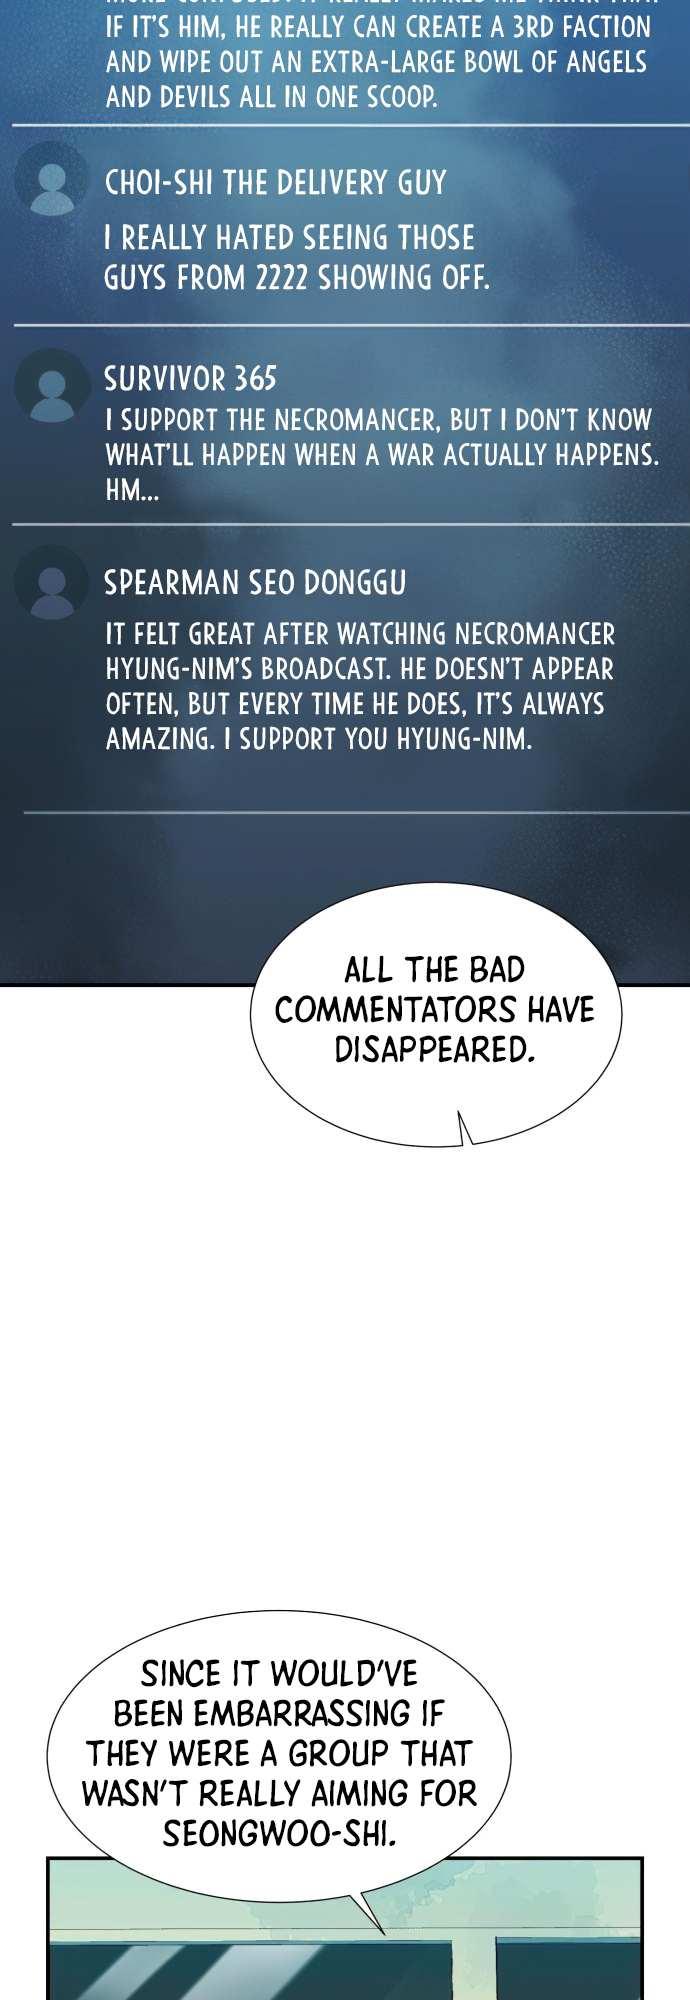 IF IT'S HIM, HE REALLY CAN CREATE A 3RD FACTION
AND WIPE OUT AN EXTRA-LARGE BOWL OF ANGELS
AND DEVILS ALL IN ONE SCOOP.
CHOI-SHI THE DELIVERY GUY
I REALLY HATED SEEING THOSE
GUYS FROM 2222 SHOWING OFF.
SURVIVOR 365
I SUPPORT THE NECROMANCER, BUT I DON'T KNOW
WHAT'LL HAPPEN WHEN A WAR ACTUALLY HAPPENS.
HM...
SPEARMAN SEO DONGGU
IT FELT GREAT AFTER WATCHING NECROMANCER
HYUNG-NIM'S BROADCAST. HE DOESN'T APPEAR
OFTEN, BUT EVERY TIME HE DOES, IT'S ALWAYS
AMAZING. I SUPPORT YOU HYUNG-NIM.
ALL THE BAD
COMMENTATORS HAVE
DISAPPEARED.
SINCE IT WOULD'VE
BEEN EMBARRASSING IF
THEY WERE A GROUP THAT
WASN'T REALLY AIMING FOR
SEONGWOO-SHI.